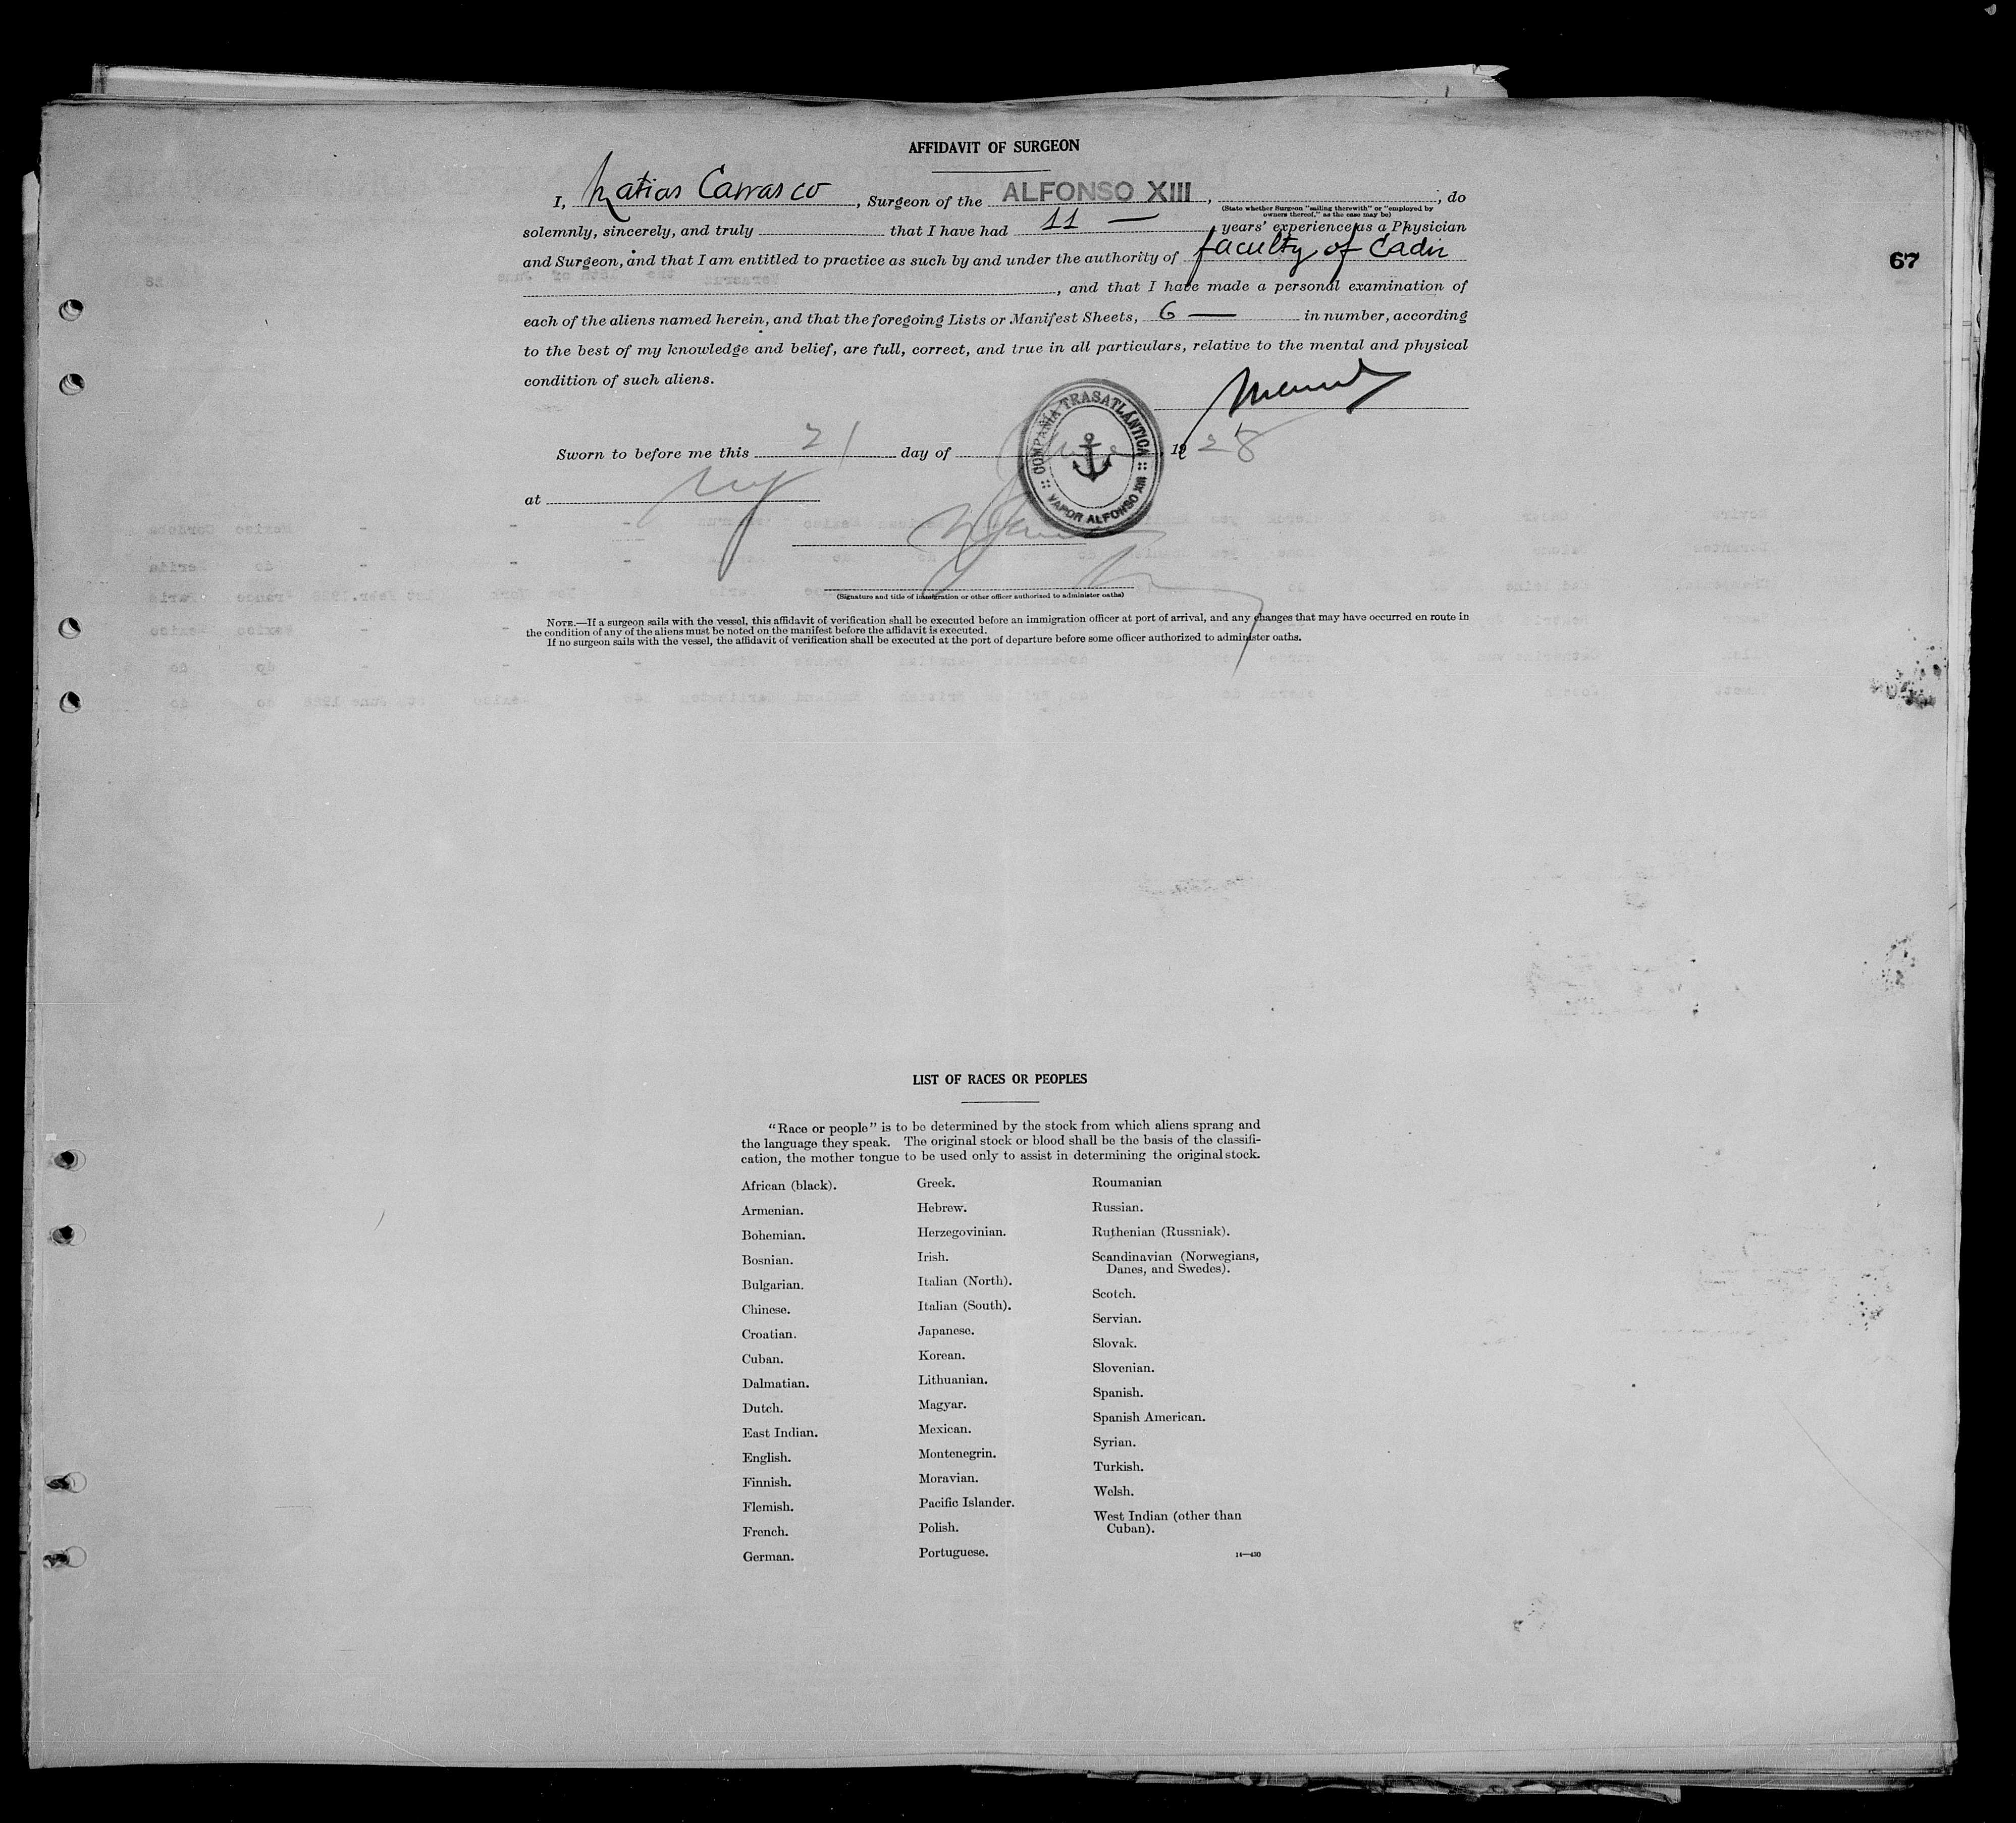 AFFIDAVIT OF SURGEON
I, Matias Carrasco, Surgeon of the ALFONSO XIII, , do
(State whether Surgeon "sailing therewith" or "employed by
owners thereof," as the case may be)
solemnly, sincerely, and truly that I have had 11 — years' experience as a Physician
and Surgeon, and that I am entitled to practice as such by and under the authority of faculty of Cadiz
67
, and that I have made a personal examination of
each of the aliens named herein, and that the foregoing Lists or Manifest Sheets, 6 — in number, according
to the best of my knowledge and belief, are full, correct, and true in all particulars, relative to the mental and physical
condition of such aliens.
COMPAÑÍA TRASATLÁNTICA
VAPOR ALFONSO XIII
Sworn to before me this 21 day of , 1928
at NY
(Signature and title of immigration or other officer authorized to administer oaths)
NOTE.—If a surgeon sails with the vessel, this affidavit of verification shall be executed before an immigration officer at port of arrival, and any changes that may have occurred en route in
the condition of any of the aliens must be noted on the manifest before the affidavit is executed.
If no surgeon sails with the vessel, the affidavit of verification shall be executed at the port of departure before some officer authorized to administer oaths.
LIST OF RACES OR PEOPLES
"Race or people" is to be determined by the stock from which aliens sprang and
the language they speak. The original stock or blood shall be the basis of the classifi-
cation, the mother tongue to be used only to assist in determining the original stock.
African (black).
Armenian.
Bohemian.
Bosnian.
Bulgarian.
Chinese.
Croatian.
Cuban.
Dalmatian.
Dutch.
East Indian.
English.
Finnish.
Flemish.
French.
German.
Greek.
Hebrew.
Herzegovinian.
Irish.
Italian (North).
Italian (South).
Japanese.
Korean.
Lithuanian.
Magyar.
Mexican.
Montenegrin.
Moravian.
Pacific Islander.
Polish.
Portuguese.
Roumanian
Russian.
Ruthenian (Russniak).
Scandinavian (Norwegians,
Danes, and Swedes).
Scotch.
Servian.
Slovak.
Slovenian.
Spanish.
Spanish American.
Syrian.
Turkish.
Welsh.
West Indian (other than
Cuban).
14—430